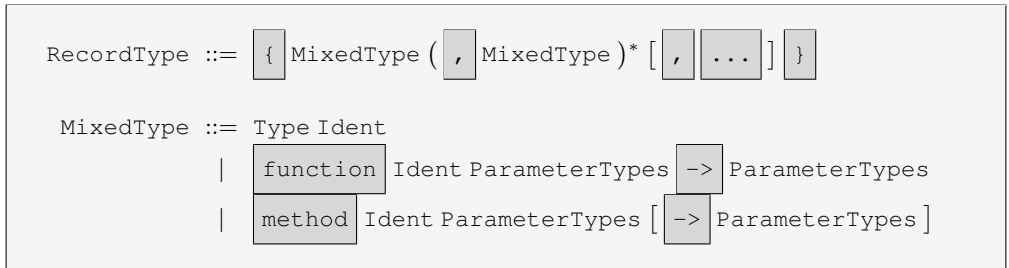 RecordType ::= { MixedType ( , MixedType )* [ , ... ] }
MixedType ::= Type Ident
| function Ident ParameterTypes -> ParameterTypes
| method Ident ParameterTypes [ -> ParameterTypes ]